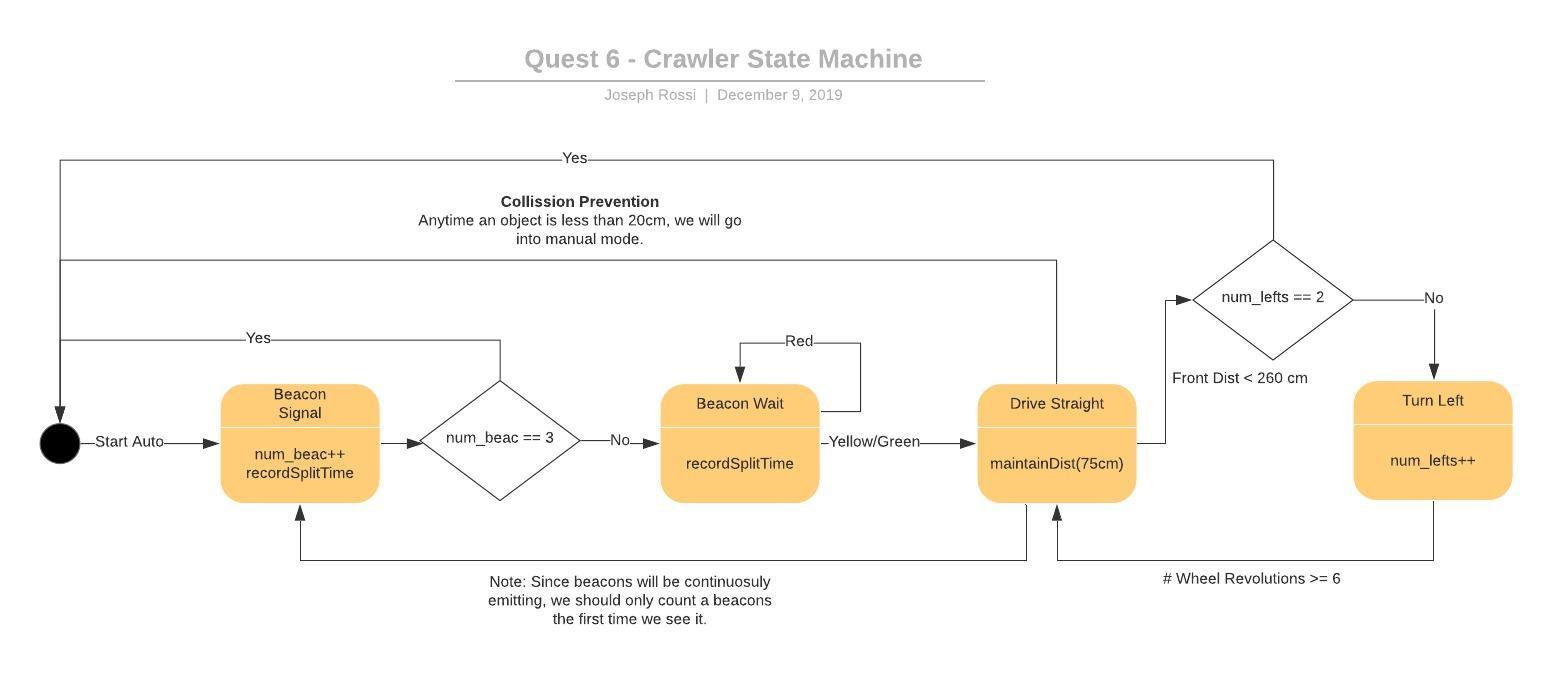 Quest 6 - Crawler State Machine
Joseph Rossi | December 9, 2019
Yes
Collission Prevention
Anytime an object is less than 20cm, we will go
into manual mode.
num_lefts == 2
No
Yes
Red
Front Dist < 260 cm
Beacon
Signal
num_beac++
recordSplitTime
Start Auto
num_beac == 3
No
Beacon Wait
recordSplitTime
Yellow/Green
Drive Straight
maintainDist(75cm)
Turn Left
num_lefts++
Note: Since beacons will be continuosuly
emitting, we should only count a beacons
the first time we see it.
# Wheel Revolutions >= 6